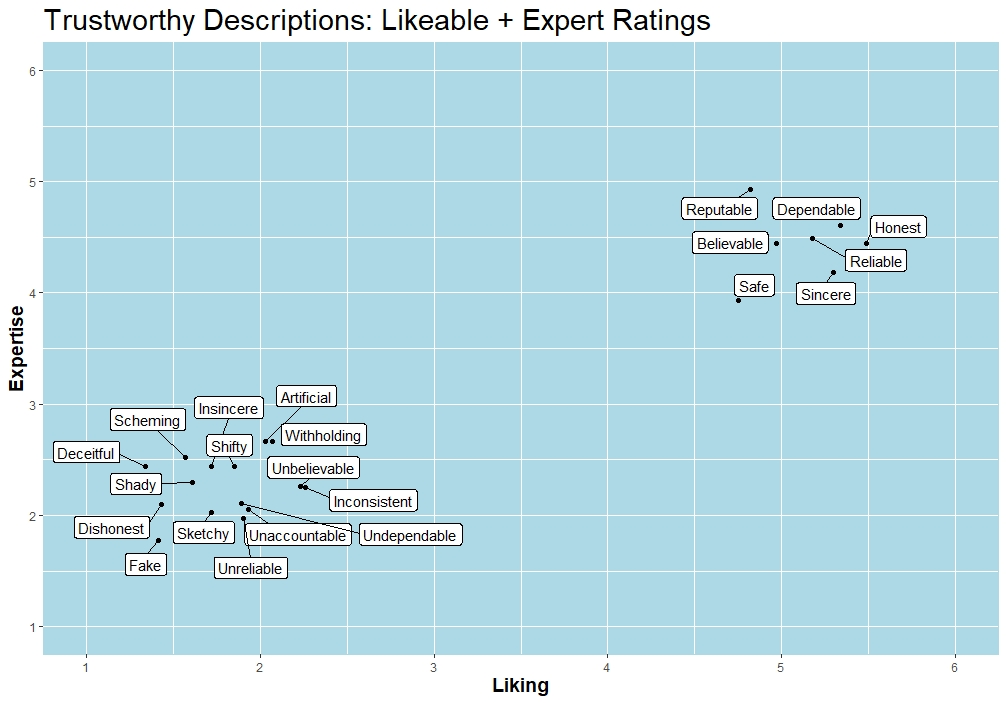 Trustworthy Descriptions: Likeable + Expert Ratings
6
5
Reputable
Dependable
Honest
Believable
Reliable
4
Safe
Sincere
Expertise
3
Artificial
Insincere
Scheming
Withholding
Shifty
Deceitful
Unbelievable
Shady
Inconsistent
2
Dishonest
Sketchy
Unaccountable
Undependable
Fake
Unreliable
1
1 2 3 4 5 6
Liking